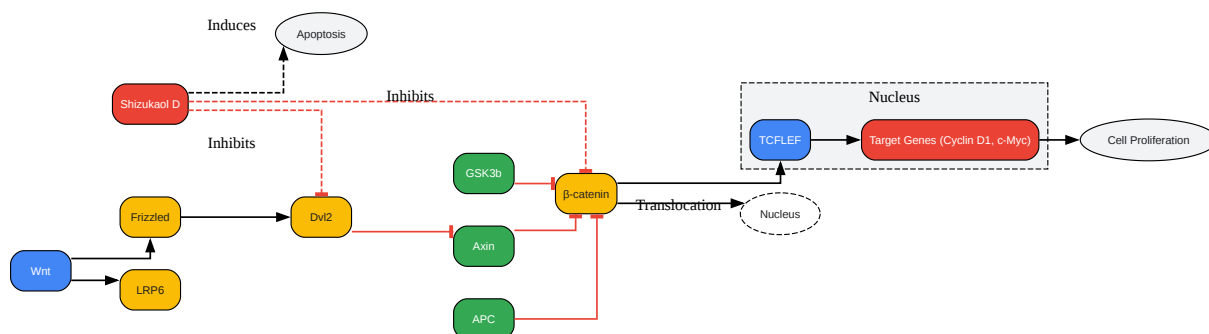 Induces
Apoptosis
Shizukaol D
Inhibits
Inhibits
Nucleus
TCFLEF
Target Genes (Cyclin D1, c-Myc)
Cell Proliferation
GSK3b
β-catenin
Translocation
Nucleus
Frizzled
Dvl2
Axin
Wnt
LRP6
APC